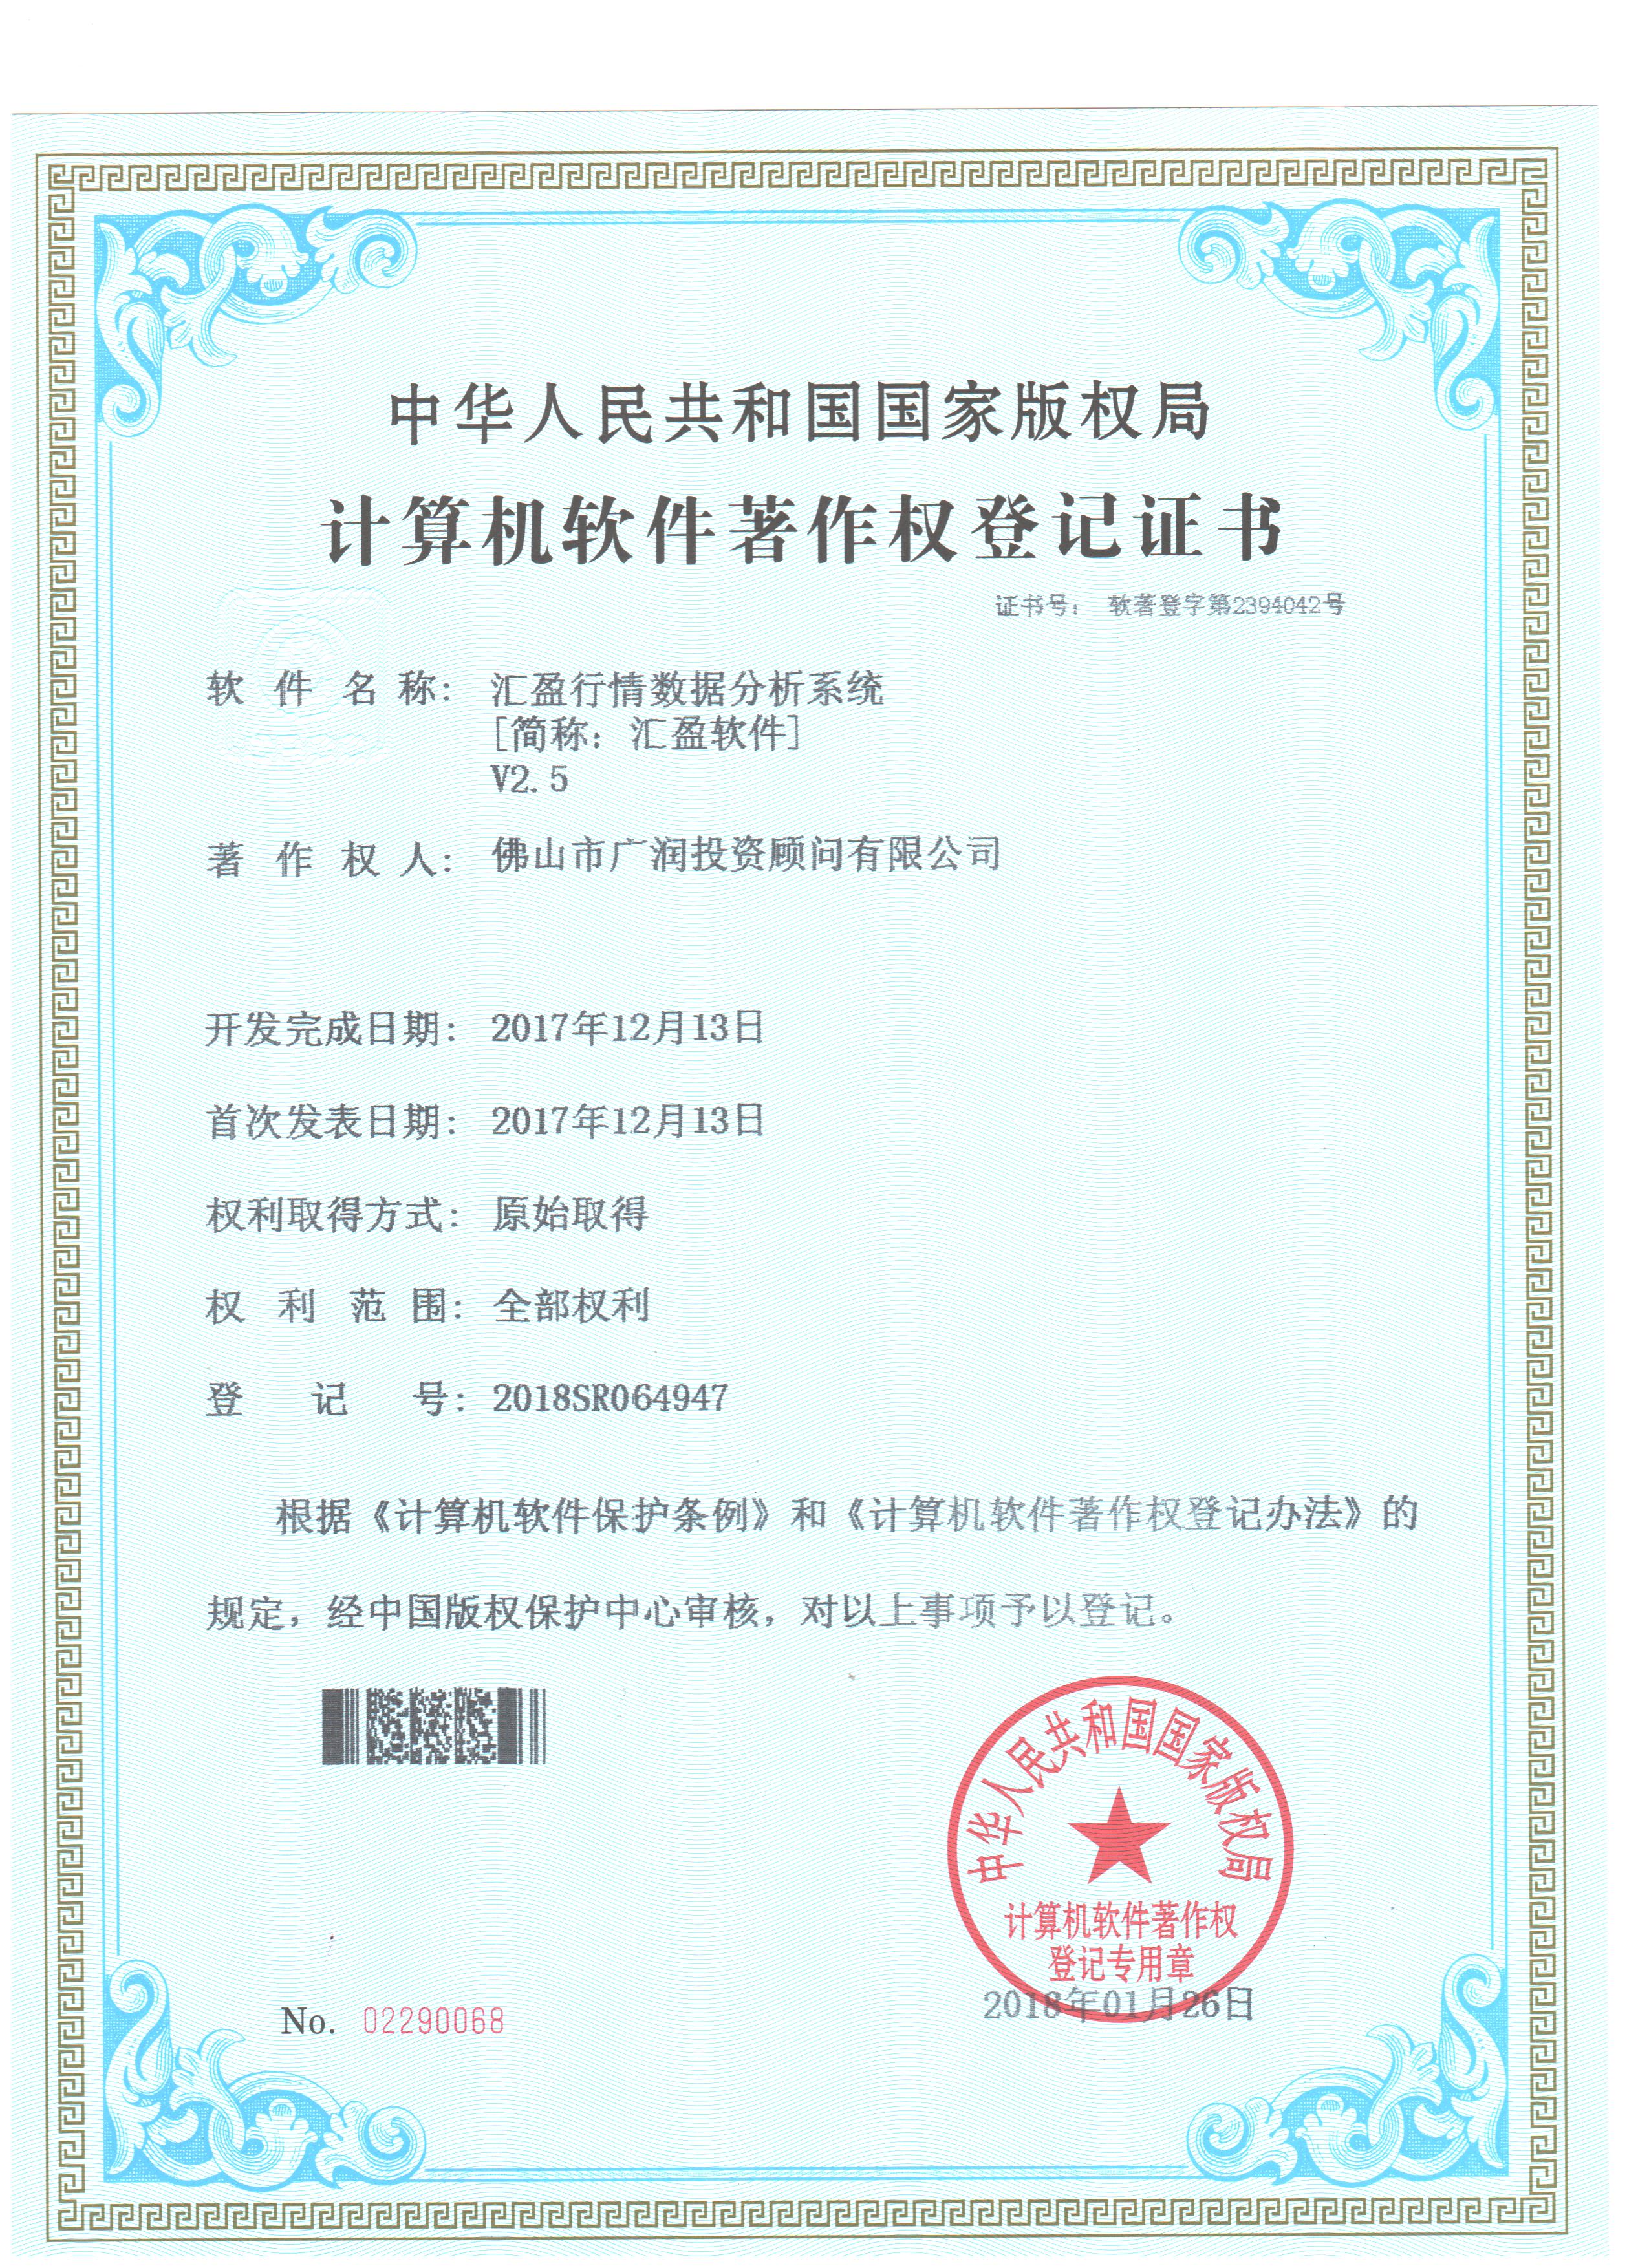 中华人民共和国国家版权局
计算机软件著作权登记证书
证书号： 软著登字第2394042号
软件名称： 汇盈行情数据分析系统
[简称：汇盈软件]
V2.5
著作权人： 佛山市广润投资顾问有限公司
开发完成日期： 2017年12月13日
首次发表日期： 2017年12月13日
权利取得方式： 原始取得
权利范围： 全部权利
登记号： 2018SR064947
根据《计算机软件保护条例》和《计算机软件著作权登记办法》的
规定，经中国版权保护中心审核，对以上事项予以登记。
中华人民共和国国家版权局
计算机软件著作权
登记专用章
2018年01月26日
No. 02290068